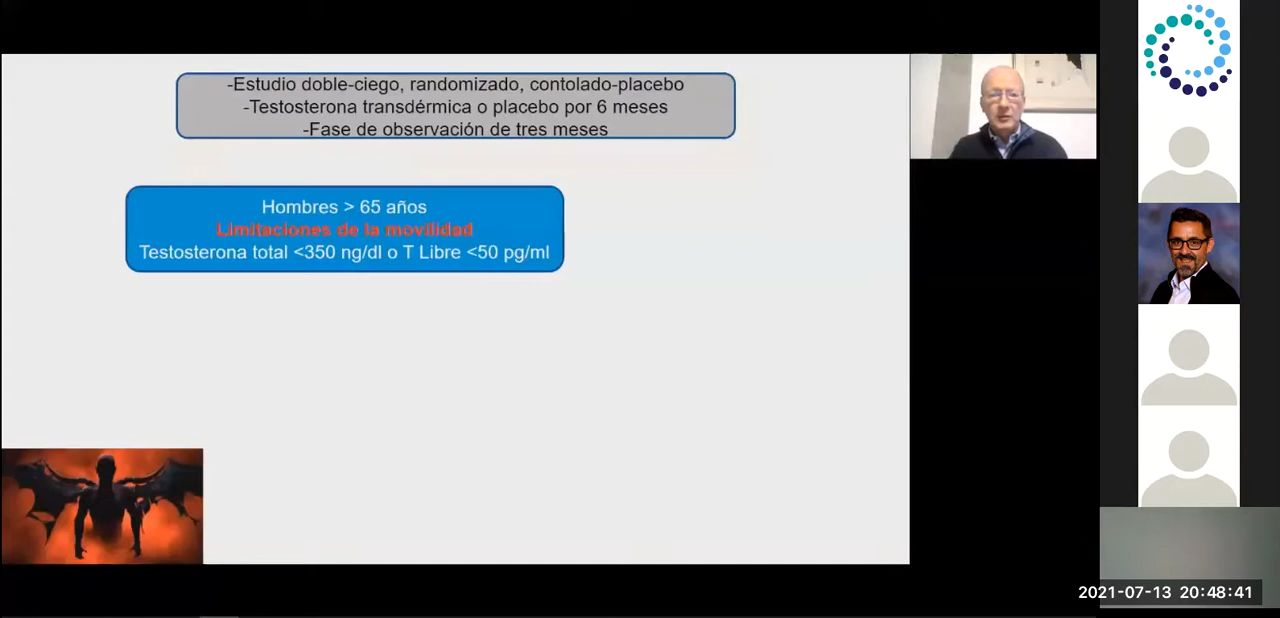 -Estudio doble-ciego, randomizado, contolado-placebo
-Testosterona transdérmica o placebo por 6 meses
-Fase de observación de tres meses
Hombres > 65 años
Limitaciones de la movilidad
Testosterona total <350 ng/dl o T Libre <50 pg/ml
2021-07-13 20:48:41